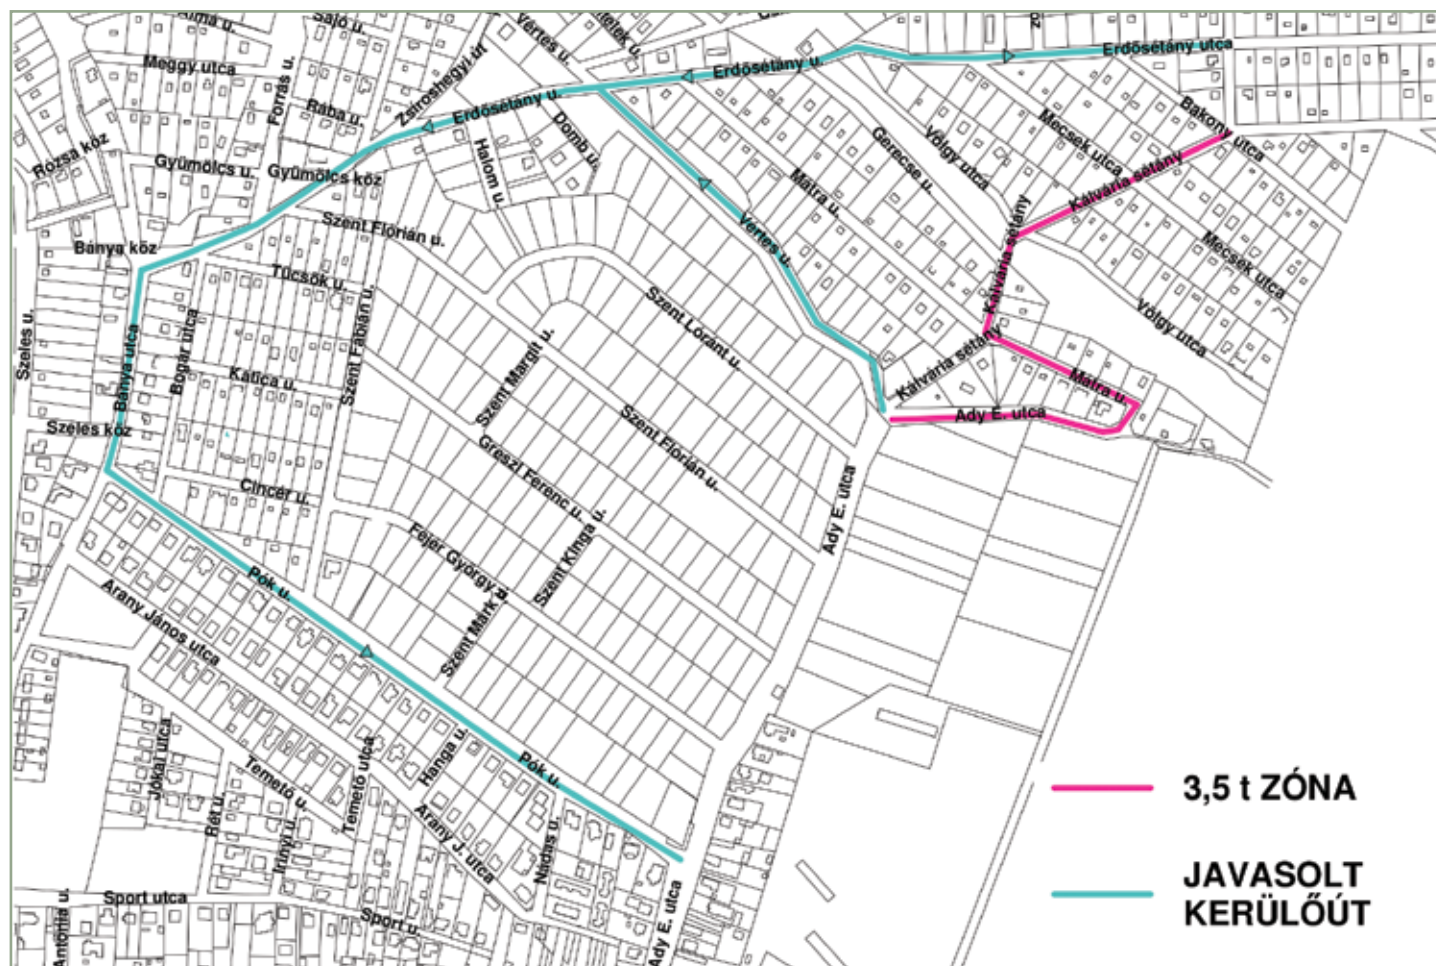 Alma u.
Sajó u.
Vértes u.
Meggy utca
Zsíroshegyi út
Forrás u.
Rába u.
Erdősétány u.
Erdősétány u.
Erdősétány utca
Rózsa köz
Gyümölcs u.
Gyümölcs köz
Halom u.
Domb u.
Mátra u.
Gerecse u.
Völgy utca
Mecsek utca
Bakony utca
Kálvária sétány
Kálvária sétány
Kálvária sétány
Mecsek utca
Völgy utca
Mátra u.
Ady E. utca
Vértes u.
Bánya köz
Szent Flórián u.
Tücsök u.
Széles u.
Bánya utca
Bogár utca
Katica u.
Szent Fábián u.
Szent Lóránt u.
Szent Margit u.
Szent Flórián u.
Széles köz
Cincér u.
Greszl Ferenc u.
Szent Kinga u.
Fejér György u.
Szent Márk u.
Ady E. utca
Pók u.
Arany János utca
Pók u.
Hanga u.
Temető utca
Temető u.
Jókai utca
Rét u.
Irinyi u.
Arany J. utca
Nádas u.
Sport utca
Sport u.
Antónia u.
Ady E. utca
3,5 t ZÓNA
JAVASOLT
KERÜLŐÚT